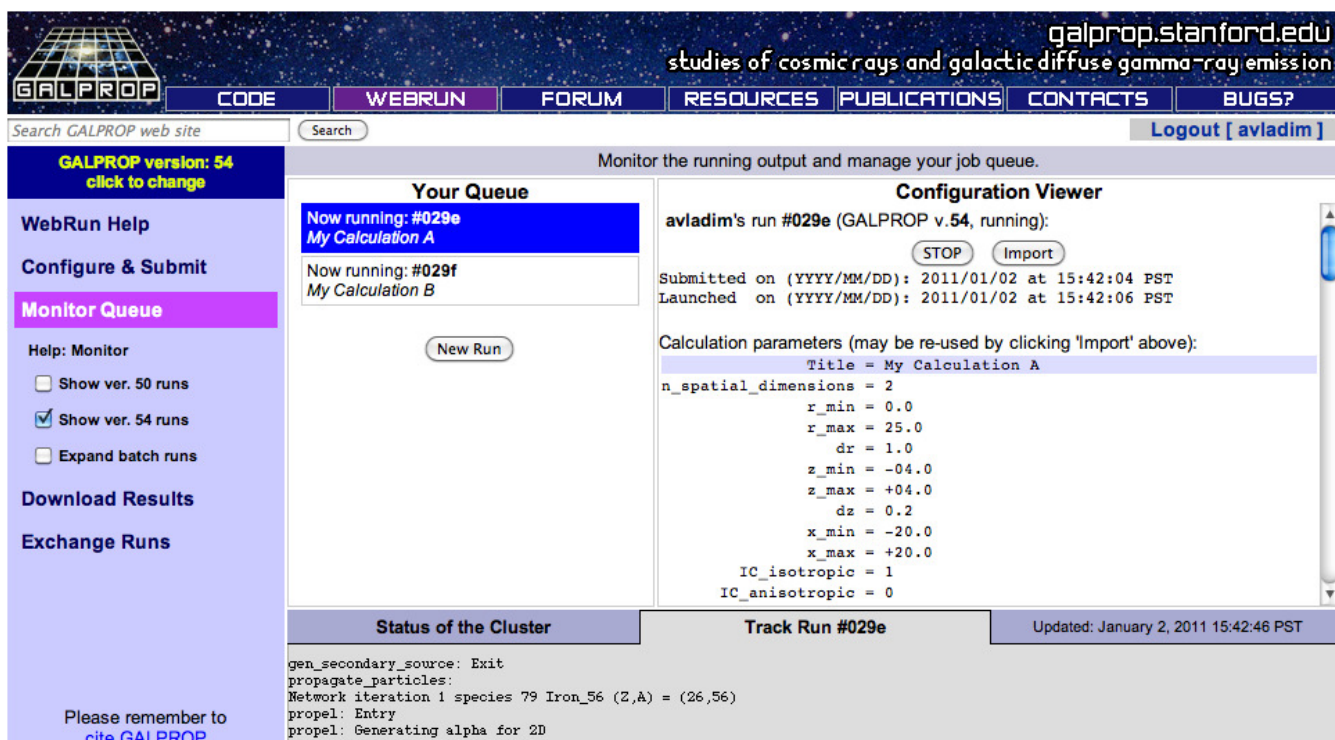 galprop.stanford.edu
studies of cosmic rays and galactic diffuse gamma-ray emission
GALPROP
CODE
WEBRUN
FORUM
RESOURCES
PUBLICATIONS
CONTACTS
BUGS?
Search GALPROP web site
Search
Logout [ avladim ]
GALPROP version: 54
click to change
WebRun Help
Configure & Submit
Monitor Queue
Help: Monitor
Show ver. 50 runs
Show ver. 54 runs
Expand batch runs
Download Results
Exchange Runs
Please remember to
cite GALPROP
Monitor the running output and manage your job queue.
Your Queue
Now running: #029e
My Calculation A
Now running: #029f
My Calculation B
New Run
Configuration Viewer
avladim's run #029e (GALPROP v.54, running):
STOP
Import
Submitted on (YYYY/MM/DD): 2011/01/02 at 15:42:04 PST
Launched on (YYYY/MM/DD): 2011/01/02 at 15:42:06 PST
Calculation parameters (may be re-used by clicking 'Import' above):
Title = My Calculation A
n_spatial_dimensions = 2
r_min = 0.0
r_max = 25.0
dr = 1.0
z_min = -04.0
z_max = +04.0
dz = 0.2
x_min = -20.0
x_max = +20.0
IC_isotropic = 1
IC_anisotropic = 0
Status of the Cluster
Track Run #029e
Updated: January 2, 2011 15:42:46 PST
gen_secondary_source: Exit
propagate_particles:
Network iteration 1 species 79 Iron_56 (Z,A) = (26,56)
propel: Entry
propel: Generating alpha for 2D